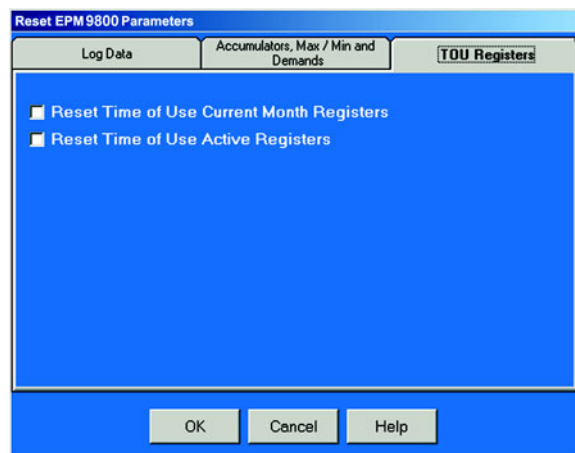 Reset EPM 9800 Parameters
Log Data
Accumulators, Max / Min and
Demands
TOU Registers
Reset Time of Use Current Month Registers
Reset Time of Use Active Registers
OK
Cancel
Help